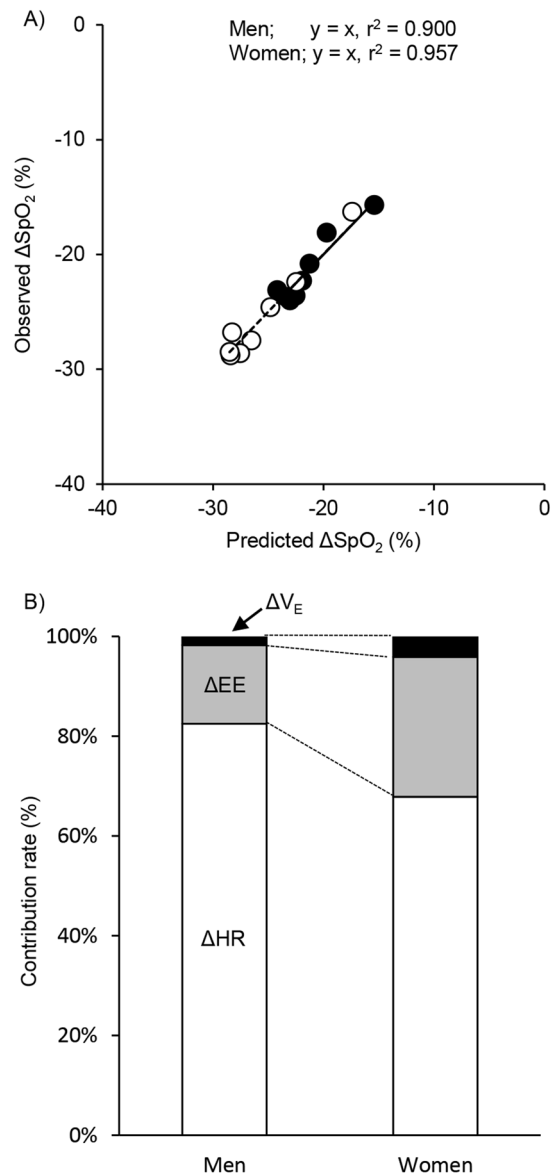 A)
Men; y = x, r² = 0.900
Women; y = x, r² = 0.957
0
-10
-20
-30
-40
Observed ΔSpO₂ (%)
-40 -30 -20 -10 0
Predicted ΔSpO₂ (%)
B)
ΔV_E
100%
80%
60%
40%
20%
0%
Contribution rate (%)
ΔEE
ΔHR
Men Women